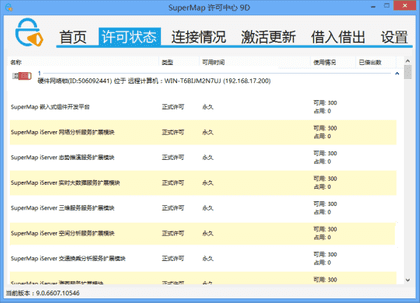 SuperMap 许可中心 9D
首页 许可状态 连接情况 激活更新 借入借出 设置
名称 类型 可用时间 使用情况 已借出数
1
硬件网络锁(ID:506092441) 位于 远程计算机：WIN-T6BIJM2N7UJ (192.168.17.200)
SuperMap 嵌入式组件开发平台 正式许可 永久 可用: 300
占用: 0
SuperMap iServer 网络分析服务扩展模块 正式许可 永久 可用: 300
占用: 0
SuperMap iServer 态势推演服务扩展模块 正式许可 永久 可用: 300
占用: 0
SuperMap iServer 实时大数据服务扩展模块 正式许可 永久 可用: 300
占用: 0
SuperMap iServer 三维服务服务扩展模块 正式许可 永久 可用: 300
占用: 0
SuperMap iServer 空间分析服务扩展模块 正式许可 永久 可用: 300
占用: 0
SuperMap iServer 交通换乘分析服务扩展模块 正式许可 永久 可用: 300
占用: 0
SuperMap iServer 海图服务扩展模块 正式许可 永久 可用: 300
当前版本：9.0.6607.10546